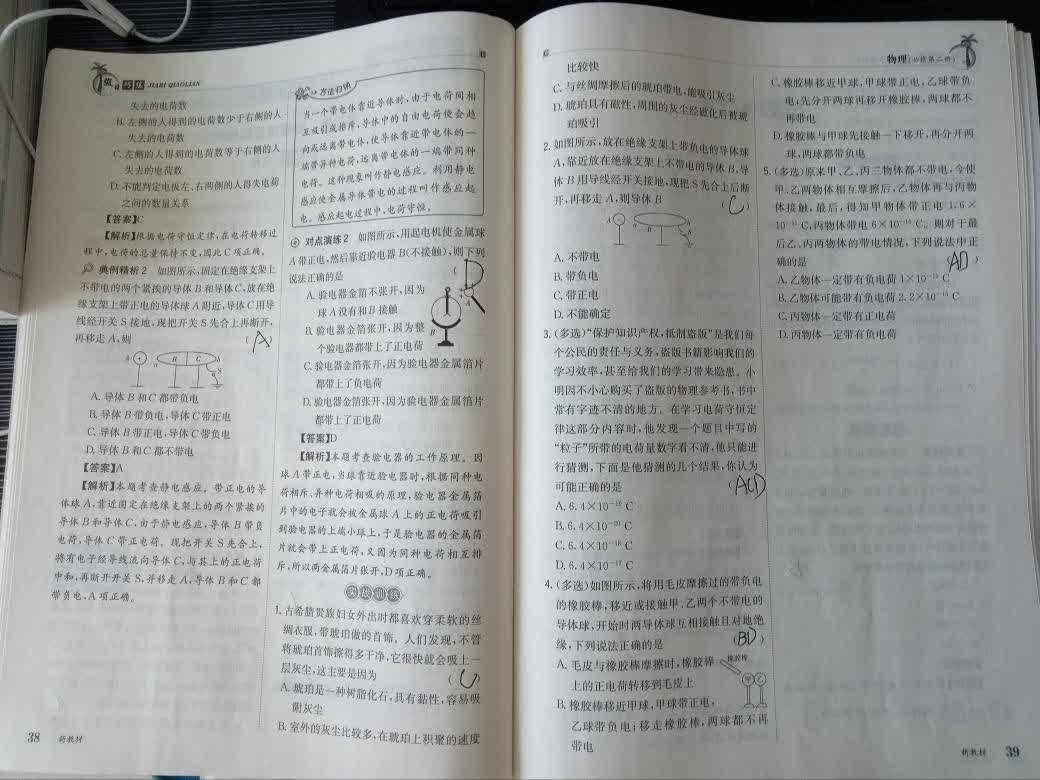 假日巧练 JIARI QIAOLIAN
失去的电荷数
B. 左侧的人得到的电荷数少于右侧的人
失去的电荷数
C. 左侧的人得到的电荷数等于右侧的人
失去的电荷数
D. 不能判定电极左、右两侧的人得失电荷
之间的数量关系
【答案】C
【解析】根据电荷守恒定律,在电荷转移过
程中,电荷的总量保持不变,因此C项正确。
典例精析2 如图所示,固定在绝缘支架上
不带电的两个紧挨的导体B和导体C,放在绝
缘支架上带正电的导体球A附近,导体C用导
线经开关S接地,现把开关S先合上再断开,
再移走A,则 ( A )
A B C S
A. 导体B和C都带负电
B. 导体B带负电,导体C带正电
C. 导体B带正电,导体C带负电
D. 导体B和C都不带电
【答案】A
【解析】本题考查静电感应。带正电的导
体球A,靠近固定在绝缘支架上的两个紧挨的
导体B和导体C,由于静电感应,导体B带负
电荷,导体C带正电荷。现把开关S先合上,
将有电子经导线流向导体C,与其上的正电荷
中和,再断开开关S,并移走A,导体B和C都
带负电,A项正确。
38 新教材
方法归纳
当一个带电体靠近导体时,由于电荷间相
互吸引或排斥,导体中的自由电荷便会趋
向或远离带电体,使导体靠近带电体的一
端带异种电荷,远离带电体的一端带同种
电荷。这种现象叫作静电感应。利用静电
感应使金属导体带电的过程叫作感应起
电。感应起电过程中,电荷守恒。
对点演练2 如图所示,用起电机使金属球
A带正电,然后靠近验电器B(不接触),则下列
说法正确的是 ( D
A. 验电器金箔不张开,因为
球A没有和B接触
B. 验电器金箔张开,因为整
个验电器都带上了正电荷
C. 验电器金箔张开,因为验电器金属箔片
都带上了负电荷
D. 验电器金箔张开,因为验电器金属箔片
都带上了正电荷
A
B
【答案】D
【解析】本题考查验电器的工作原理。因
球A带正电,当球靠近验电器时,根据同种电
荷相斥、异种电荷相吸的原理,验电器金属箔
片中的电子就会被金属球A上的正电荷吸引
到验电器的上端小球上,于是验电器的金属箔
片就会带上正电荷,又因为同种电荷相互排
斥,所以两金属箔片张开,D项正确。
实题训练
1. 古希腊贵族妇女外出时都喜欢穿柔软的丝
绸衣服,带琥珀做的首饰。人们发现,不管
将琥珀首饰擦得多干净,它很快就会吸上一
层灰尘,这主要是因为 ( C )
A. 琥珀是一种树脂化石,具有黏性,容易吸
附灰尘
B. 室外的灰尘比较多,在琥珀上积聚的速度
物理(必修第三册)
比较快
C. 与丝绸摩擦后的琥珀带电,能吸引灰尘
D. 琥珀具有磁性,周围的灰尘经磁化后被琥
珀吸引
2. 如图所示,放在绝缘支架上带负电的导体球
A,靠近放在绝缘支架上不带电的导体B,导
体B用导线经开关接地,现把S先合上后断
开,再移走A,则导体B ( C )
A B S
A. 不带电
B. 带负电
C. 带正电
D. 不能确定
3. (多选)“保护知识产权,抵制盗版”是我们每
个公民的责任与义务,盗版书籍影响我们的
学习效率,甚至给我们的学习带来隐患。小
明因不小心购买了盗版的物理参考书,书中
常有字迹不清的地方。在学习电荷守恒定
律这部分内容时,他发现一个题目中写的
“粒子”所带的电荷量数字看不清,他只能进
行猜测,下面是他猜测的几个结果,你认为
可能正确的是 ( ACD )
A. 6.4×10⁻¹⁹ C
B. 6.4×10⁻²⁰ C
C. 6.4×10⁻¹⁸ C
D. 6.4×10⁻¹⁷ C
4. (多选)如图所示,将用毛皮摩擦过的带负电
的橡胶棒,移近或接触甲、乙两个不带电的
导体球,开始时两导体球互相接触且对地绝
缘,下列说法正确的是 ( BD )
A. 毛皮与橡胶棒摩擦时,橡胶棒
上的正电荷转移到毛皮上
B. 橡胶棒移近甲球,甲球带正电,
乙球带负电;移走橡胶棒,两球都不再
带电
橡胶棒
甲
C. 橡胶棒移近甲球,甲球带正电,乙球带负
电,先分开两球再移开橡胶棒,两球都不
再带电
D. 橡胶棒与甲球先接触一下移开,再分开两
球,两球都带负电
5. (多选)原来甲、乙、丙三物体都不带电,今使
甲、乙两物体相互摩擦后,乙物体再与丙物
体接触,最后,得知甲物体带正电1.6×
C,丙物体带电 C。则对于最
后乙、丙两物体的带电情况,下列说法中正
确的是 ( AD )
A. 乙物体一定带有负电荷 C
B. 乙物体可能带有负电荷 C
C. 丙物体一定带有正电荷
D. 丙物体一定带有负电荷
新教材 39